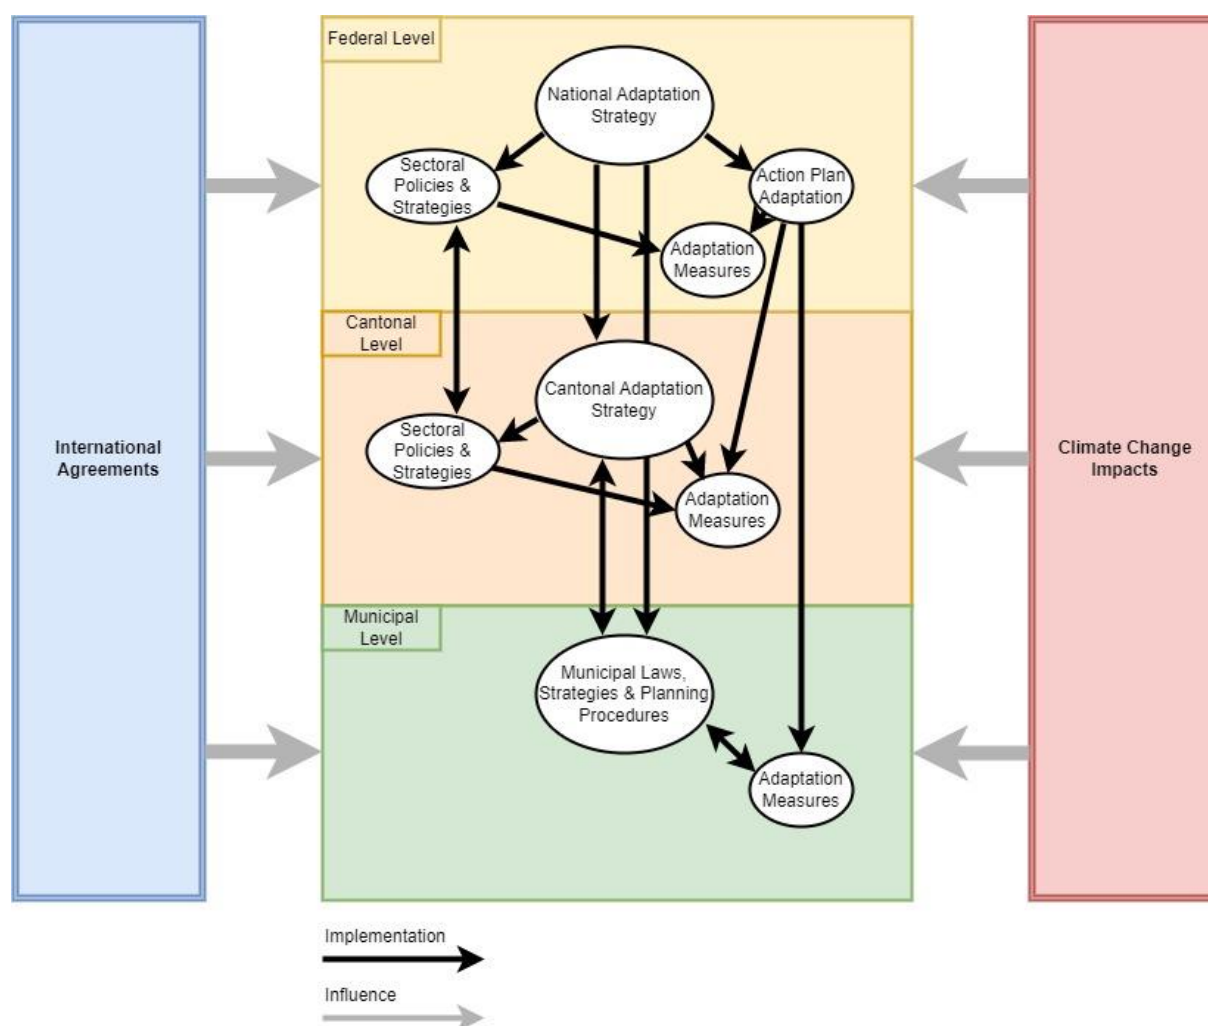 Federal Level
National Adaptation
Strategy
Sectoral
Policies &
Strategies
Action Plan
Adaptation
Adaptation
Measures
Cantonal
Level
Cantonal Adaptation
Strategy
Sectoral
Policies &
Strategies
Adaptation
Measures
International
Agreements
Climate Change
Impacts
Municipal
Level
Municipal Laws,
Strategies & Planning
Procedures
Adaptation
Measures
Implementation
Influence